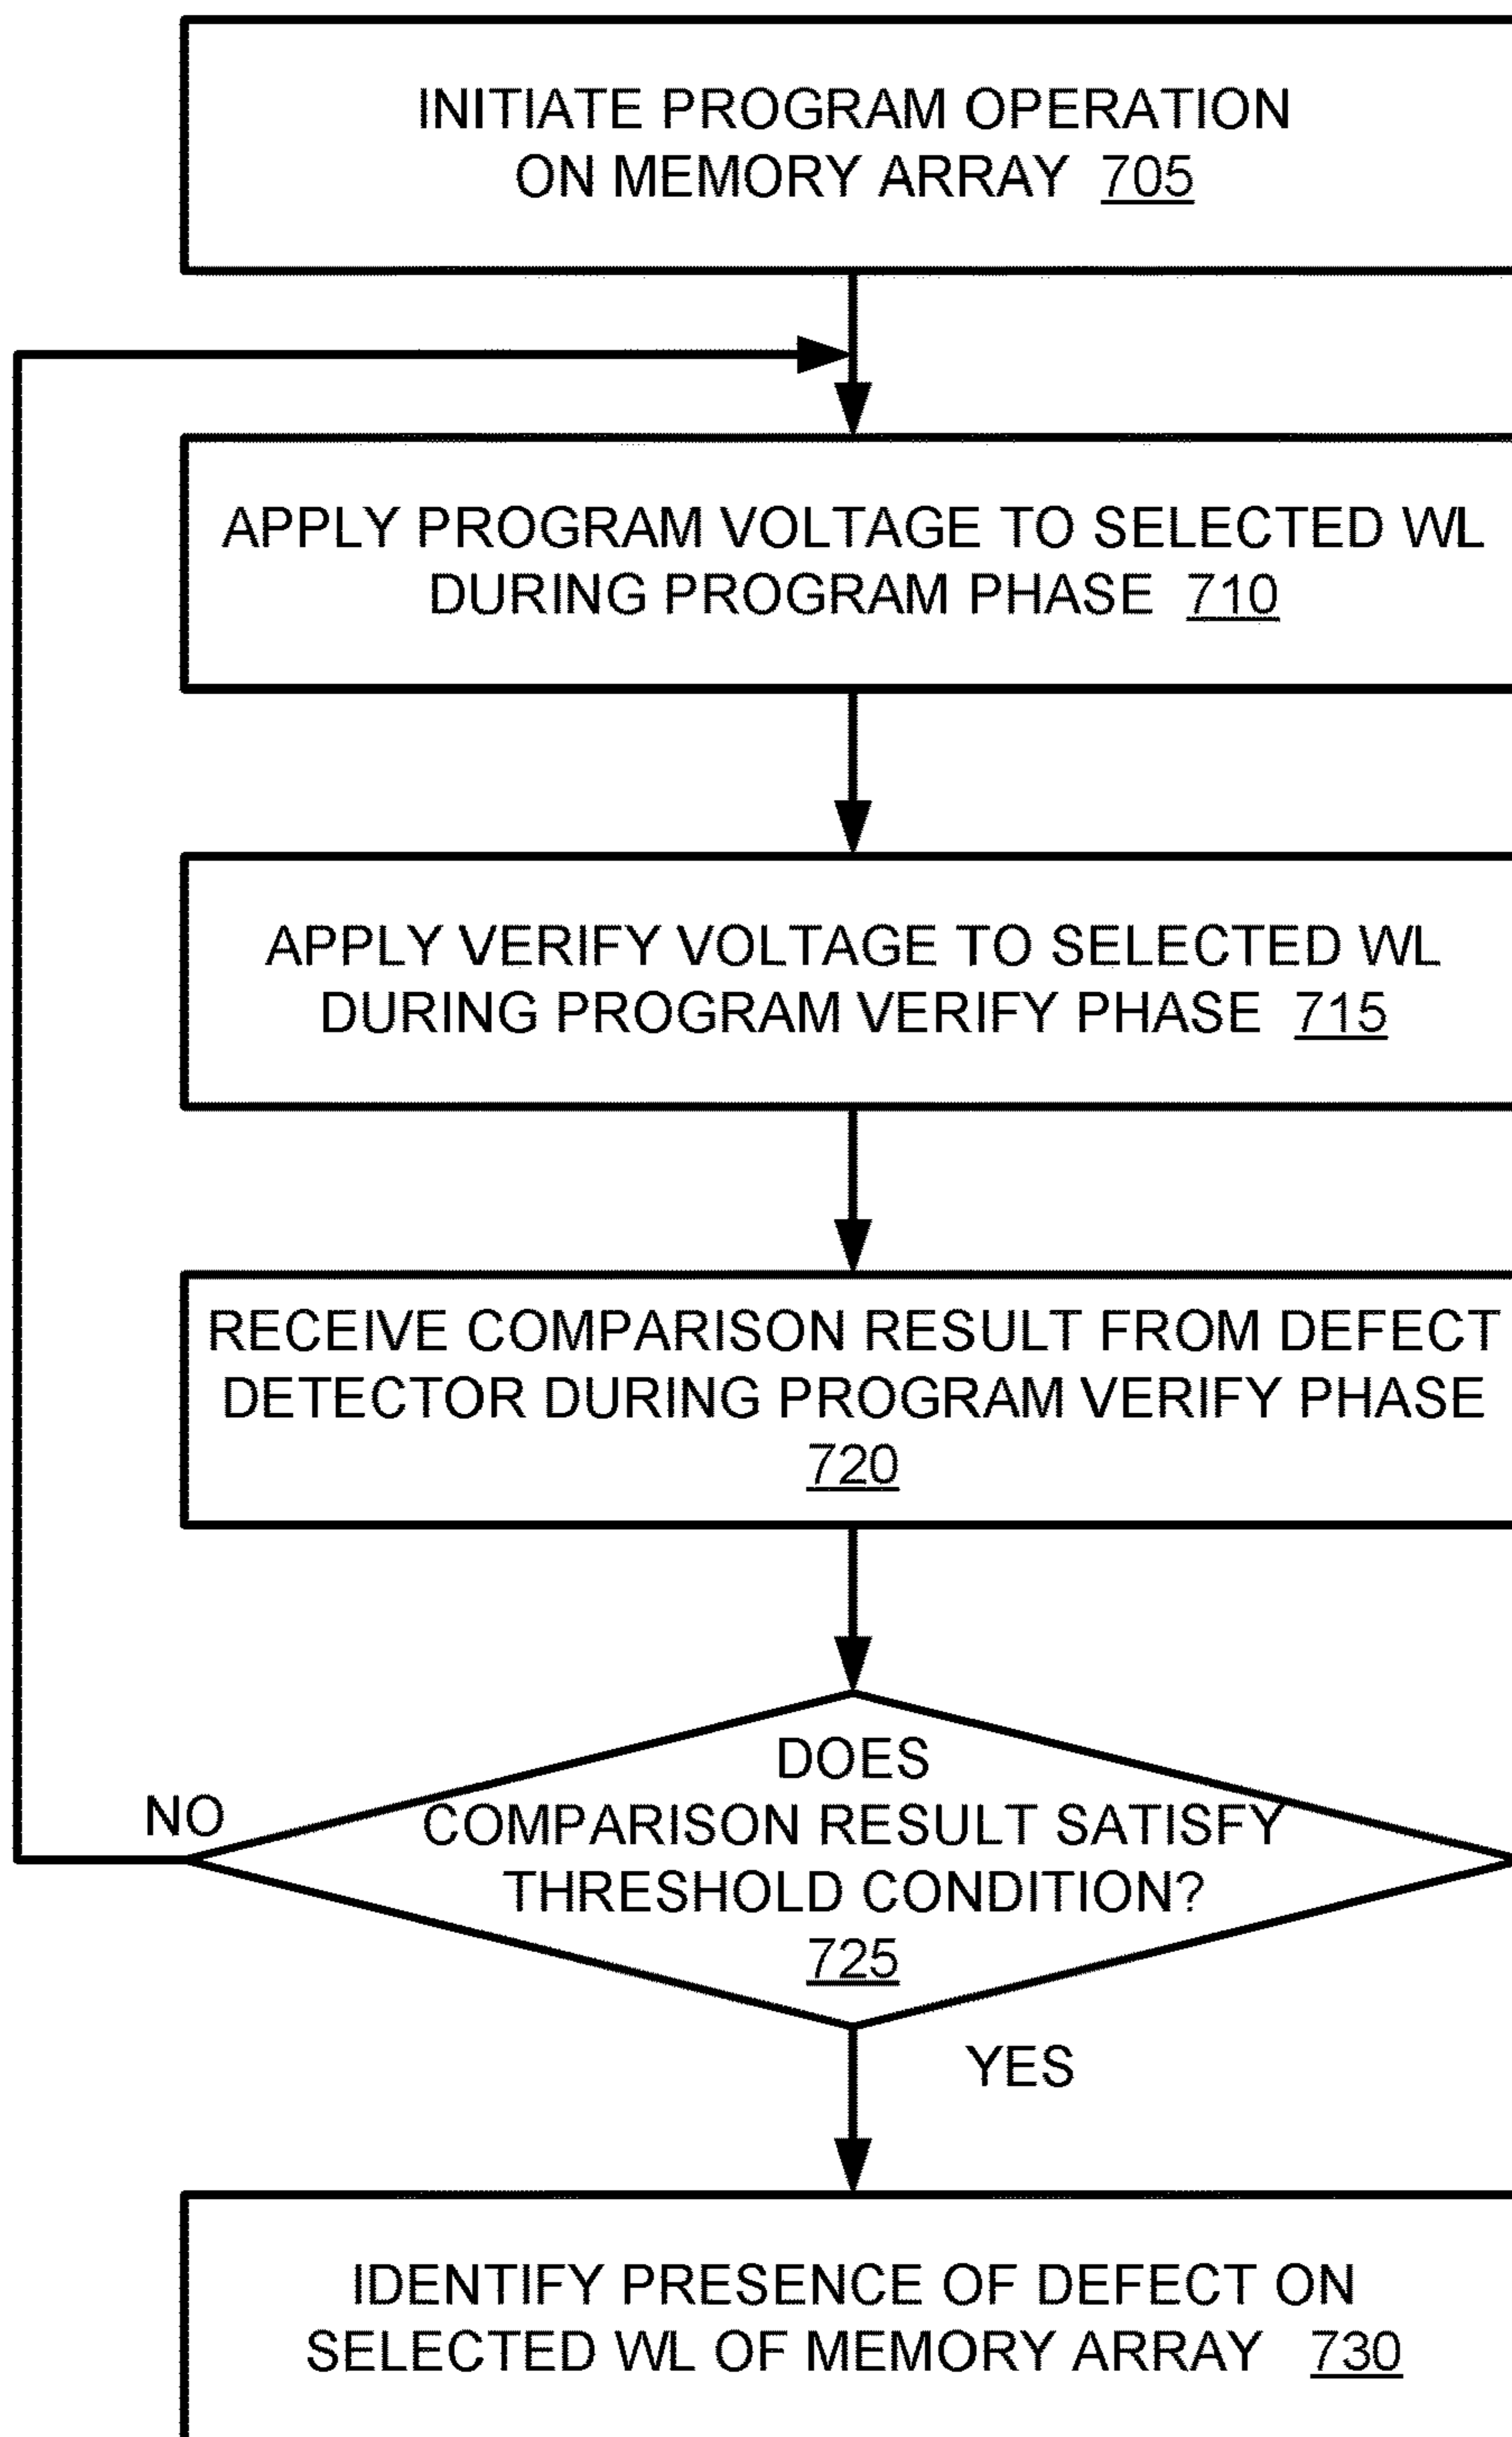 INITIATE PROGRAM OPERATION
ON MEMORY ARRAY 705
APPLY PROGRAM VOLTAGE TO SELECTED WL
DURING PROGRAM PHASE 710
APPLY VERIFY VOLTAGE TO SELECTED WL
DURING PROGRAM VERIFY PHASE 715
RECEIVE COMPARISON RESULT FROM DEFECT
DETECTOR DURING PROGRAM VERIFY PHASE
720
DOES
NO
COMPARISON RESULT SATISFY
THRESHOLD CONDITION?
725
YES
IDENTIFY PRESENCE OF DEFECT ON
SELECTED WL OF MEMORY ARRAY 730